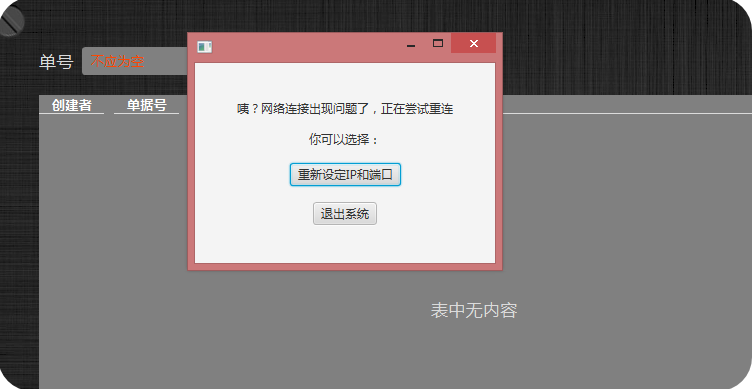 单号 不应为空
创建者 单据号
咦？网络连接出现问题了，正在尝试重连
你可以选择：
重新设定IP和端口
退出系统
表中无内容